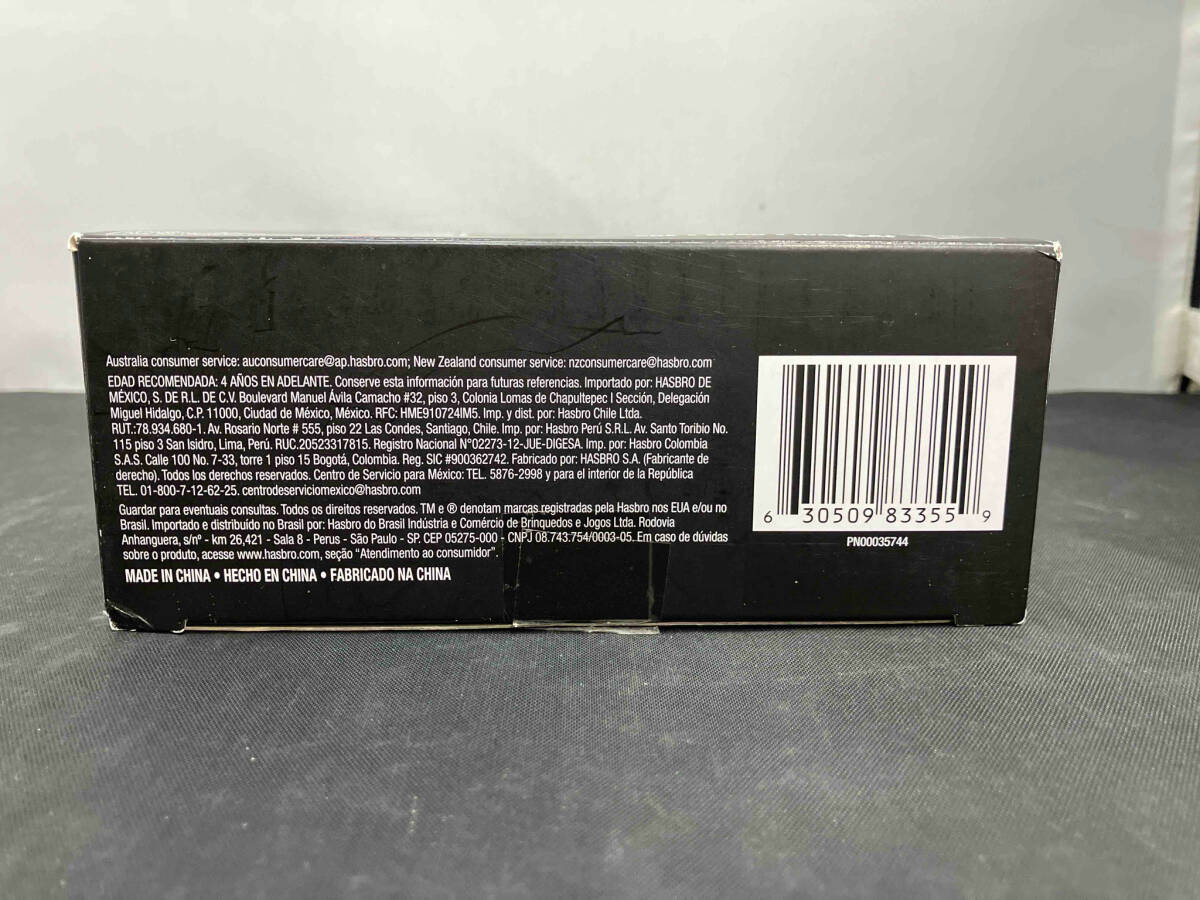 Australia consumer service: auconsumercare@ap.hasbro.com; New Zealand consumer service: nzconsumercare@hasbro.com
EDAD RECOMENDADA: 4 AÑOS EN ADELANTE. Conserve esta información para futuras referencias. Importado por: HASBRO DE
MÉXICO, S. DE R.L. DE C.V. Boulevard Manuel Ávila Camacho #32, piso 3, Colonia Lomas de Chapultepec I Sección, Delegación
Miguel Hidalgo, C.P. 11000, Ciudad de México, México. RFC: HME910724IM5. Imp. y dist. por: Hasbro Chile Ltda.
RUT.:78.934.680-1. Av. Rosario Norte # 555, piso 22 Las Condes, Santiago, Chile. Imp. por: Hasbro Perú S.R.L. Av. Santo Toribio No.
115 piso 3 San Isidro, Lima, Perú. RUC.20523317815. Registro Nacional N°02273-12-JUE-DIGESA. Imp. por: Hasbro Colombia
S.A.S. Calle 100 No. 7-33, torre 1 piso 15 Bogotá, Colombia. Reg. SIC #900362742. Fabricado por: HASBRO S.A. (Fabricante de
derecho). Todos los derechos reservados. Centro de Servicio para México: TEL. 5876-2998 y para el interior de la República
TEL. 01-800-7-12-62-25. centrodeserviciomexico@hasbro.com
Guardar para eventuais consultas. Todos os direitos reservados. TM e ® denotam marcas registradas pela Hasbro nos EUA e/ou no
Brasil. Importado e distribuído no Brasil por: Hasbro do Brasil Indústria e Comércio de Brinquedos e Jogos Ltda. Rodovia
Anhanguera, s/nº - km 26,421 - Sala 8 - Perus - São Paulo - SP. CEP 05275-000 - CNPJ 08.743.754/0003-05. Em caso de dúvidas
sobre o produto, acesse www.hasbro.com, seção "Atendimento ao consumidor".
MADE IN CHINA • HECHO EN CHINA • FABRICADO NA CHINA
6 30509 83355 9
PN00035744